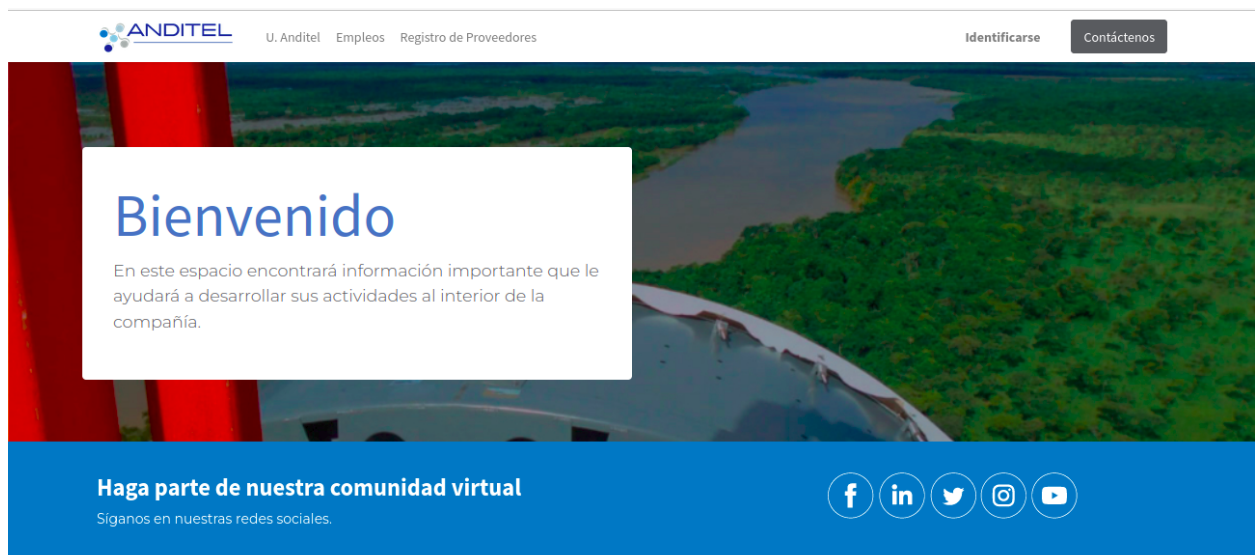 ANDITEL
U. Anditel Empleos Registro de Proveedores Identificarse Contáctenos
Bienvenido
En este espacio encontrará información importante que le
ayudará a desarrollar sus actividades al interior de la
compañía.
Haga parte de nuestra comunidad virtual
Síganos en nuestras redes sociales.